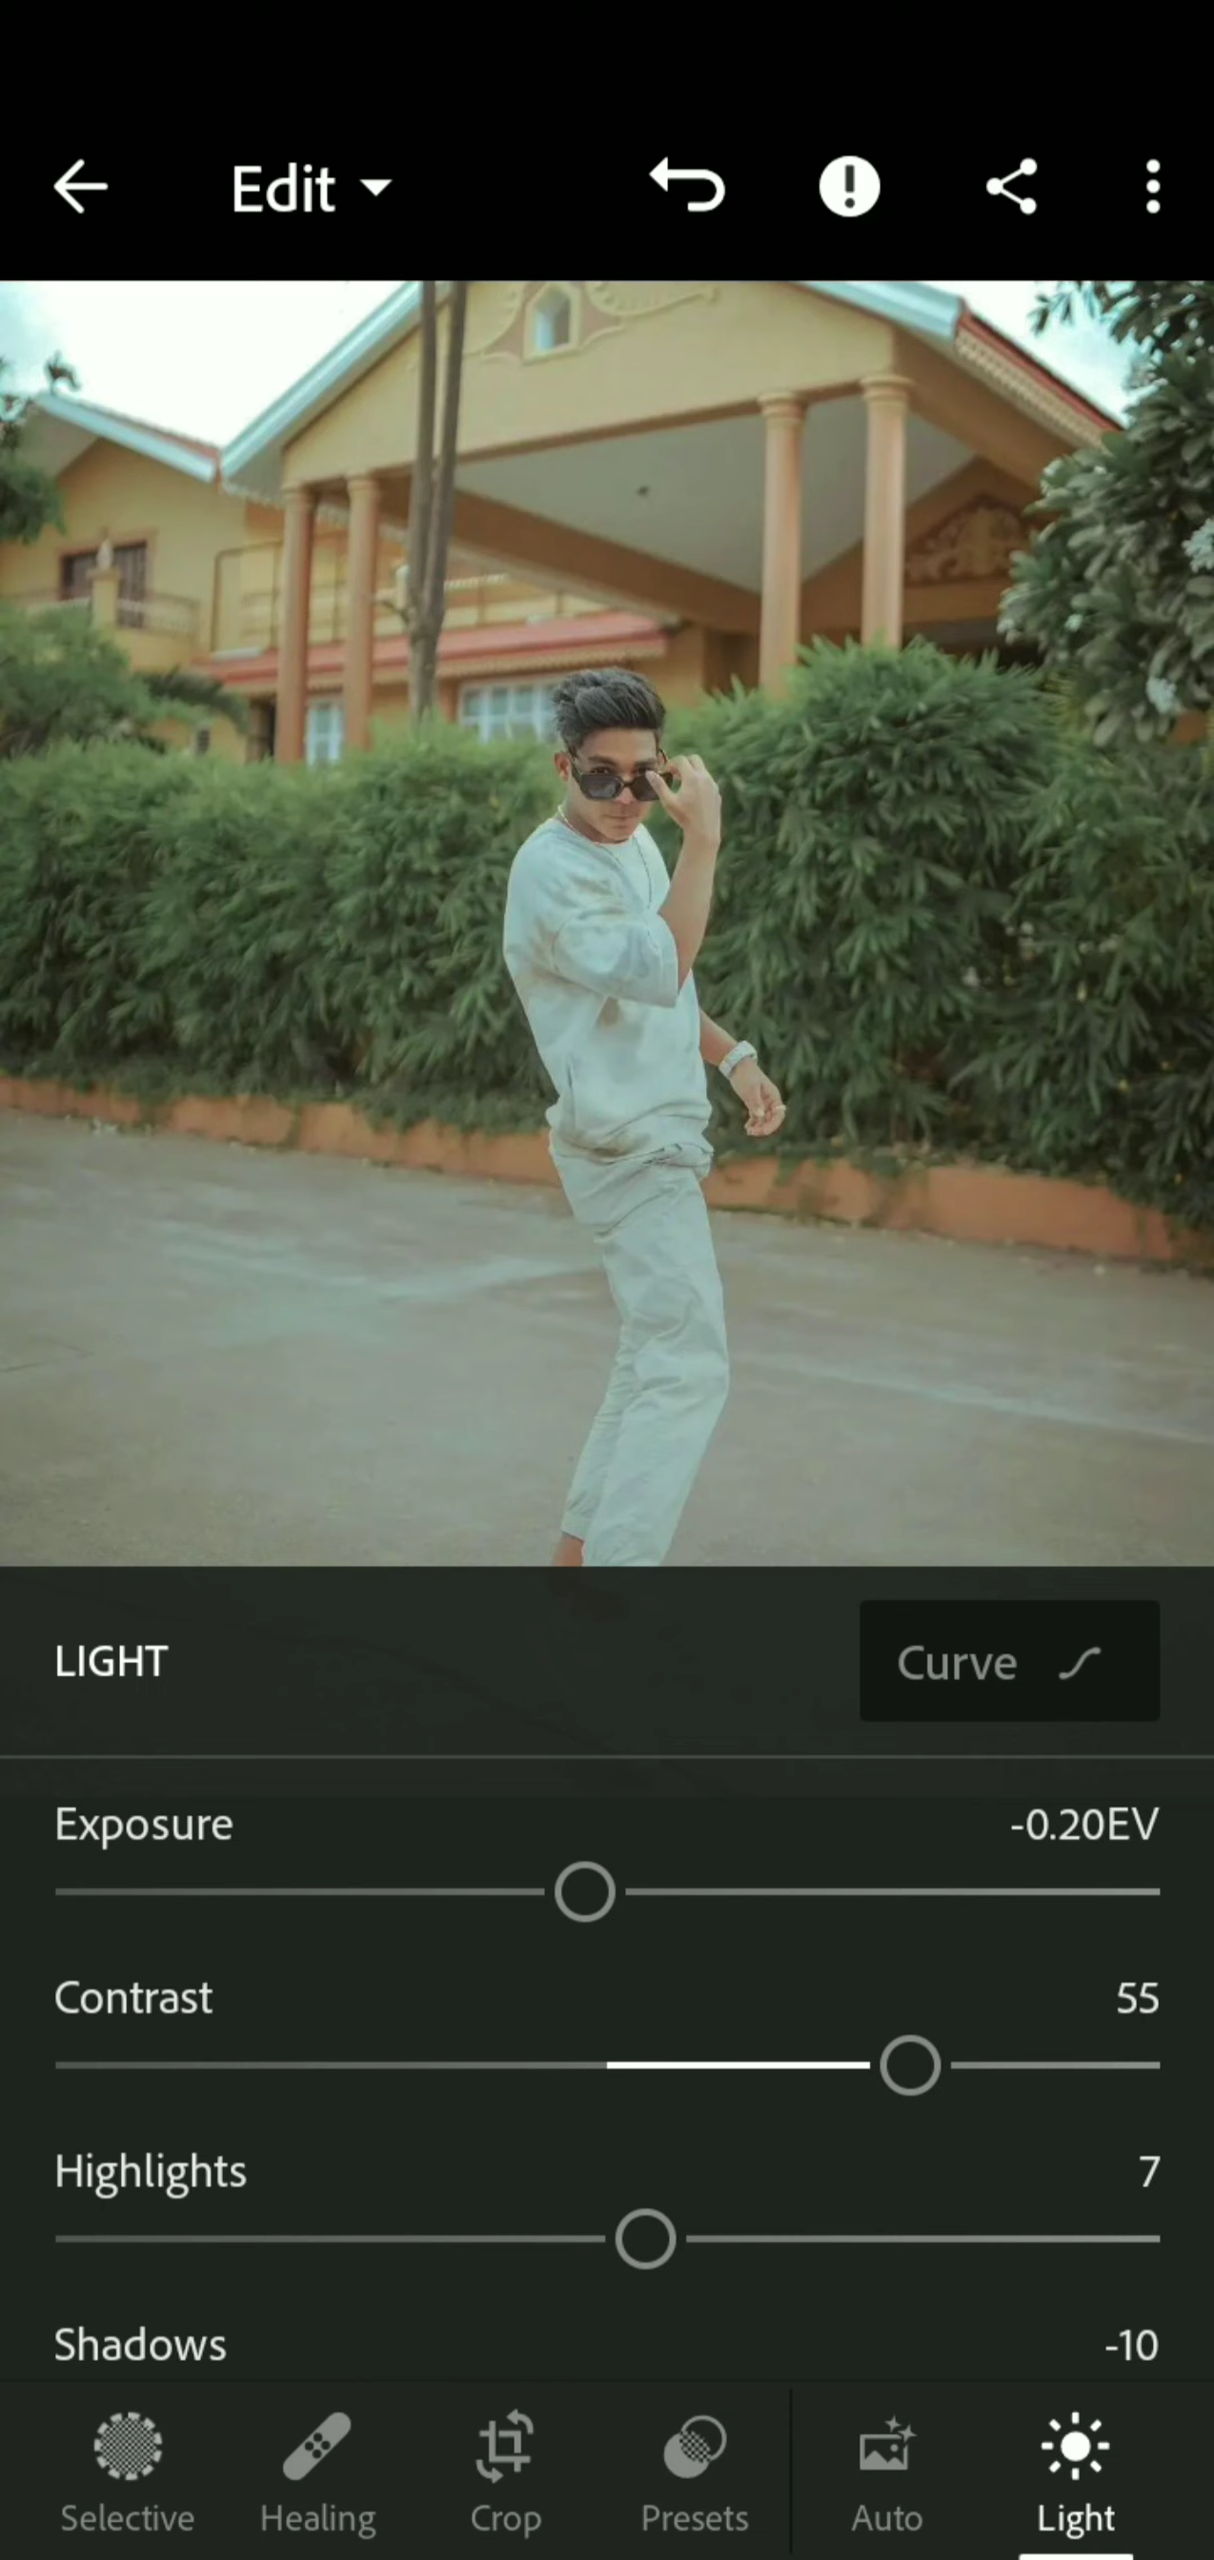 Edit
LIGHT
Curve
Exposure -0.20EV
Contrast 55
Highlights 7
Shadows -10
Selective Healing Crop Presets Auto Light